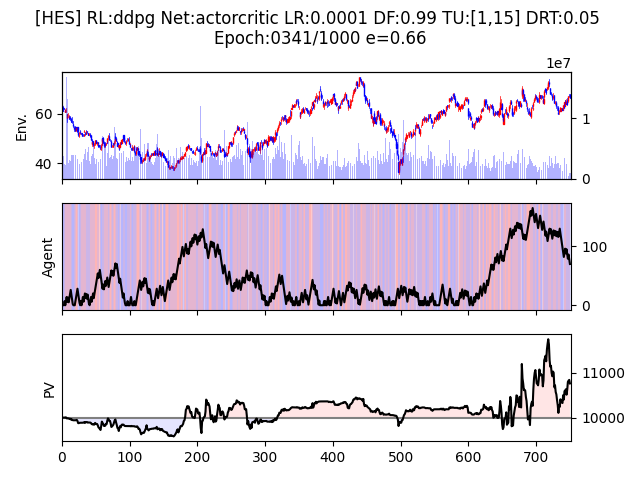 [HES] RL:ddpg Net:actorcritic LR:0.0001 DF:0.99 TU:[1,15] DRT:0.05
Epoch:0341/1000 e=0.66
1e7
Env.
60
40
1
0
Agent
100
0
PV
11000
10000
0 100 200 300 400 500 600 700